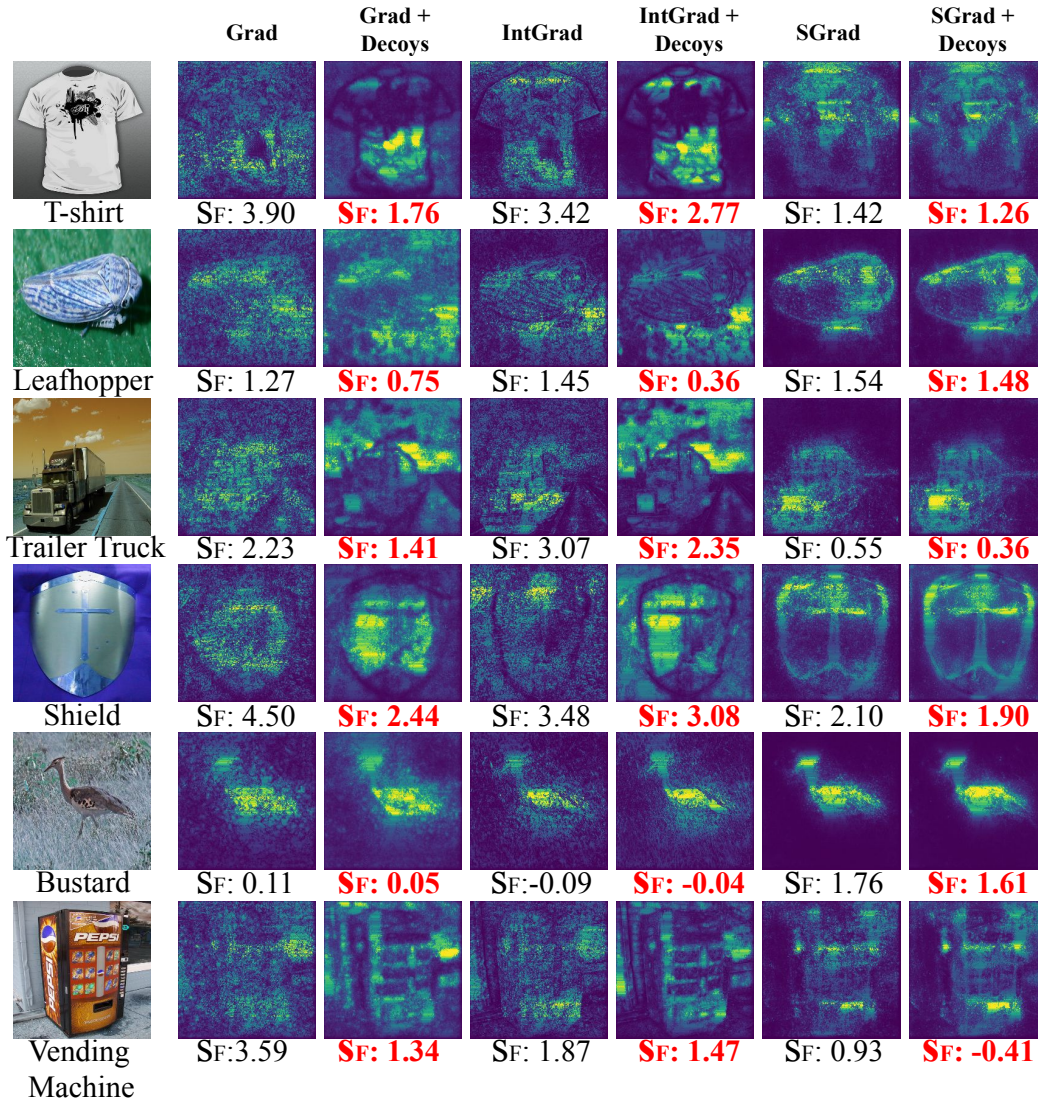 Grad
Grad +
Decoys
IntGrad
IntGrad +
Decoys
SGrad
SGrad +
Decoys
T-shirt
SF: 3.90
SF: 1.76
SF: 3.42
SF: 2.77
SF: 1.42
SF: 1.26
Leafhopper
SF: 1.27
SF: 0.75
SF: 1.45
SF: 0.36
SF: 1.54
SF: 1.48
Trailer Truck
SF: 2.23
SF: 1.41
SF: 3.07
SF: 2.35
SF: 0.55
SF: 0.36
Shield
SF: 4.50
SF: 2.44
SF: 3.48
SF: 3.08
SF: 2.10
SF: 1.90
Bustard
SF: 0.11
SF: 0.05
SF:-0.09
SF: -0.04
SF: 1.76
SF: 1.61
PEPSI
PEPSI
Vending
Machine
SF:3.59
SF: 1.34
SF: 1.87
SF: 1.47
SF: 0.93
SF: -0.41